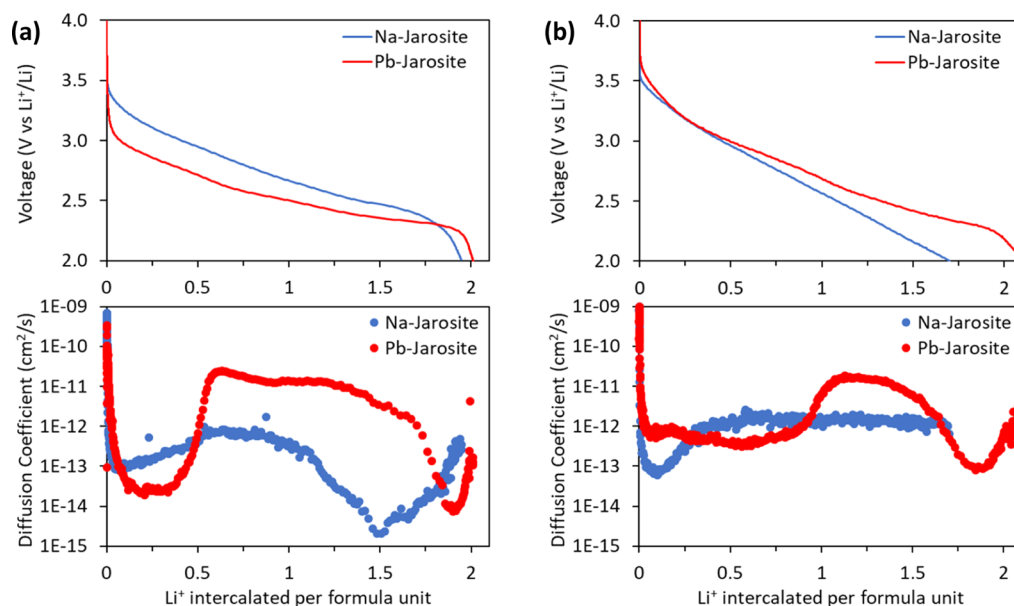 (a)
Voltage (V vs Li⁺/Li)
4.0
3.5
3.0
2.5
2.0
Na-Jarosite
Pb-Jarosite
0 0.5 1 1.5 2
Diffusion Coefficient (cm²/s)
1E-09
1E-10
1E-11
1E-12
1E-13
1E-14
1E-15
Na-Jarosite
Pb-Jarosite
0 0.5 1 1.5 2
Li⁺ intercalated per formula unit
(b)
Voltage (V vs Li⁺/Li)
4.0
3.5
3.0
2.5
2.0
Na-Jarosite
Pb-Jarosite
0 0.5 1 1.5 2
Diffusion Coefficient (cm²/s)
1E-09
1E-10
1E-11
1E-12
1E-13
1E-14
1E-15
Na-Jarosite
Pb-Jarosite
0 0.5 1 1.5 2
Li⁺ intercalated per formula unit